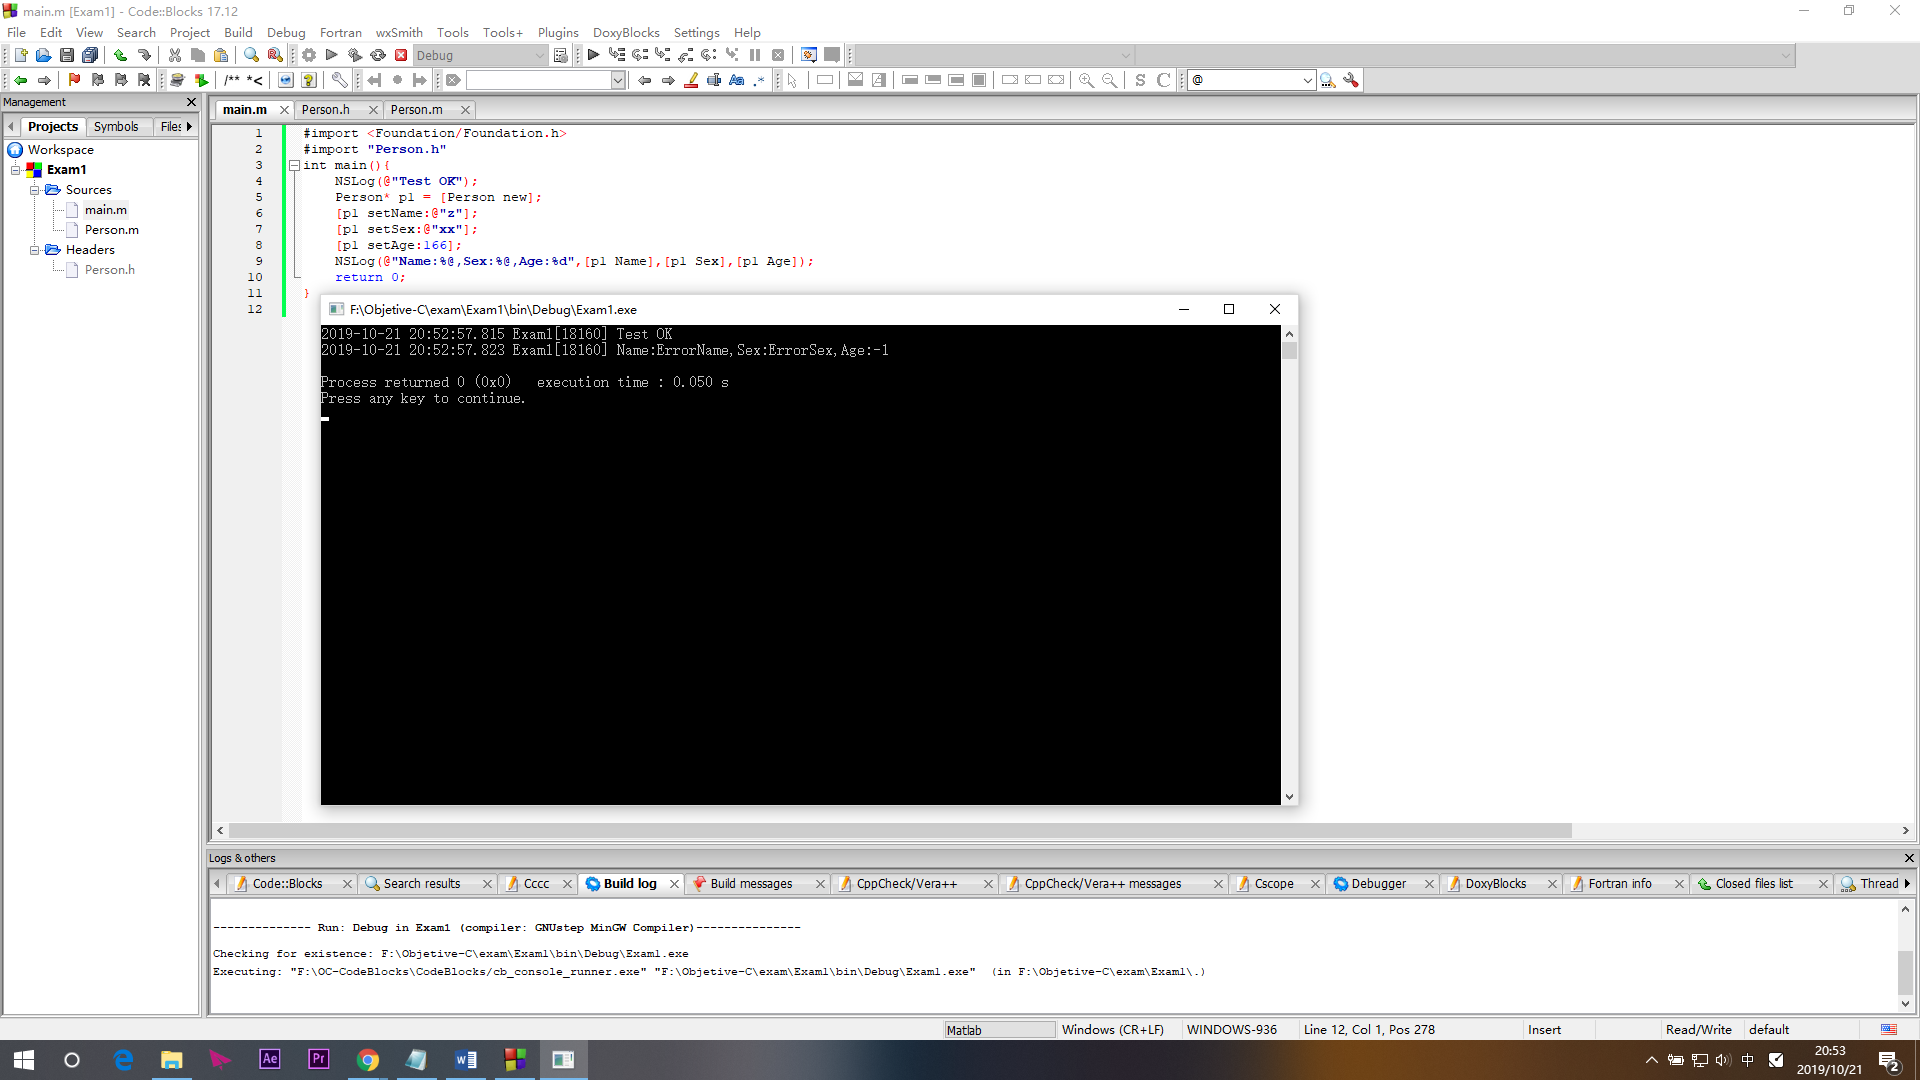 main.m [Exam1] - Code::Blocks 17.12
File Edit View Search Project Build Debug Fortran wxSmith Tools Tools+ Plugins DoxyBlocks Settings Help
Debug
/** *< @
Management
main.m Person.h Person.m
Projects Symbols Files
Workspace
Exam1
Sources
main.m
Person.m
Headers
Person.h
1 #import <Foundation/Foundation.h>
2 #import "Person.h"
3 int main(){
4 NSLog(@"Test OK");
5 Person* p1 = [Person new];
6 [p1 setName:@"z"];
7 [p1 setSex:@"xx"];
8 [p1 setAge:166];
9 NSLog(@"Name:%@,Sex:%@,Age:%d",[p1 Name],[p1 Sex],[p1 Age]);
10 return 0;
11 }
12
F:\Objetive-C\exam\Exam1\bin\Debug\Exam1.exe
2019-10-21 20:52:57.815 Exam1[18160] Test OK
2019-10-21 20:52:57.823 Exam1[18160] Name:ErrorName,Sex:ErrorSex,Age:-1
Process returned 0 (0x0)   execution time : 0.050 s
Press any key to continue.
Logs & others
Code::Blocks Search results Cccc Build log Build messages CppCheck/Vera++ CppCheck/Vera++ messages Cscope Debugger DoxyBlocks Fortran info Closed files list Thread
-------------- Run: Debug in Exam1 (compiler: GNUstep MinGW Compiler)---------------
Checking for existence: F:\Objetive-C\exam\Exam1\bin\Debug\Exam1.exe
Executing: "F:\OC-CodeBlocks\CodeBlocks/cb_console_runner.exe" "F:\Objetive-C\exam\Exam1\bin\Debug\Exam1.exe"  (in F:\Objetive-C\exam\Exam1\.)
Matlab Windows (CR+LF) WINDOWS-936 Line 12, Col 1, Pos 278 Insert Read/Write default
Ae Pr 中 20:53
2019/10/21 2